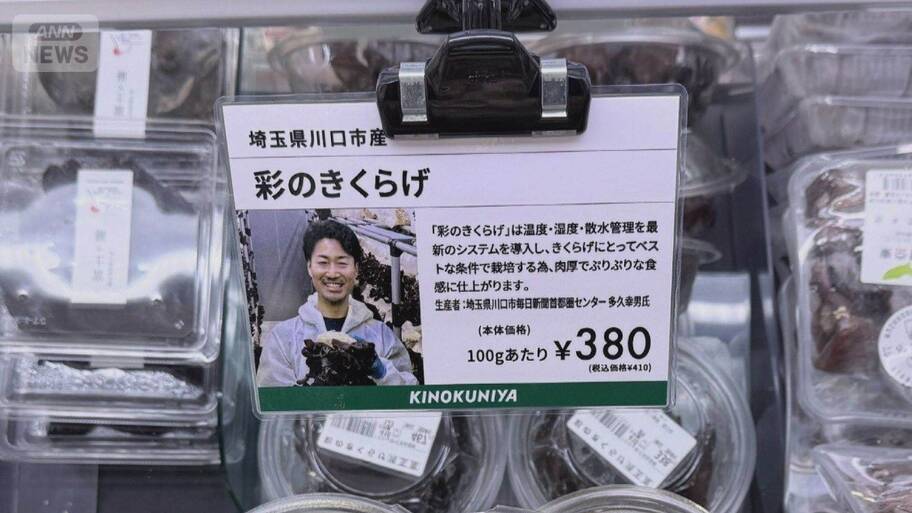 ANN
NEWS
埼玉県川口市産
彩のきくらげ
「彩のきくらげ」は温度・湿度・散水管理を最
新のシステムを導入し、きくらげにとってベス
トな条件で栽培する為、肉厚でぷりぷりな食
感に仕上がります。
生産者：埼玉県川口市毎日新聞首都圏センター 多久幸男氏
(本体価格)
100gあたり ¥380
(税込価格¥410)
KINOKUNIYA